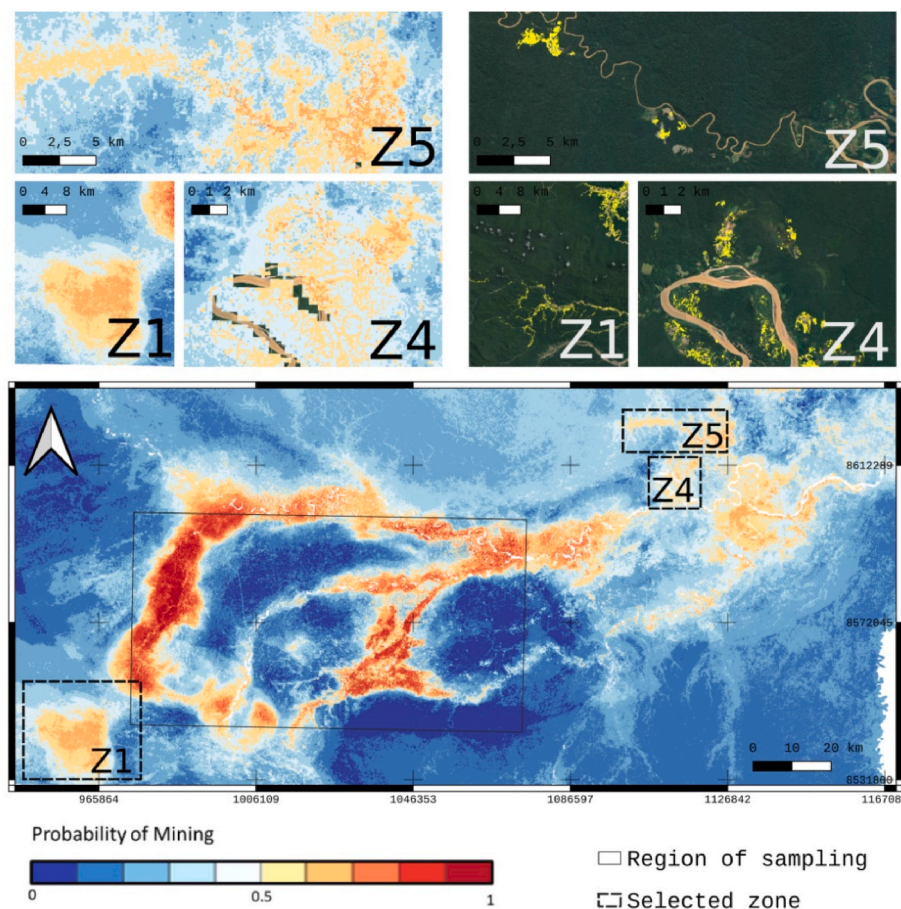 0 2,5 5 km
Z5
0 2,5 5 km
Z5
0 4 8 km
Z1
0 1 2 km
Z4
0 4 8 km
Z1
0 1 2 km
Z4
Z5
8612289
Z4
8572045
Z1
0 10 20 km
8531800
965864 1006109 1046353 1086597 1126842 116708
Probability of Mining
0 0.5 1
Region of sampling
Selected zone